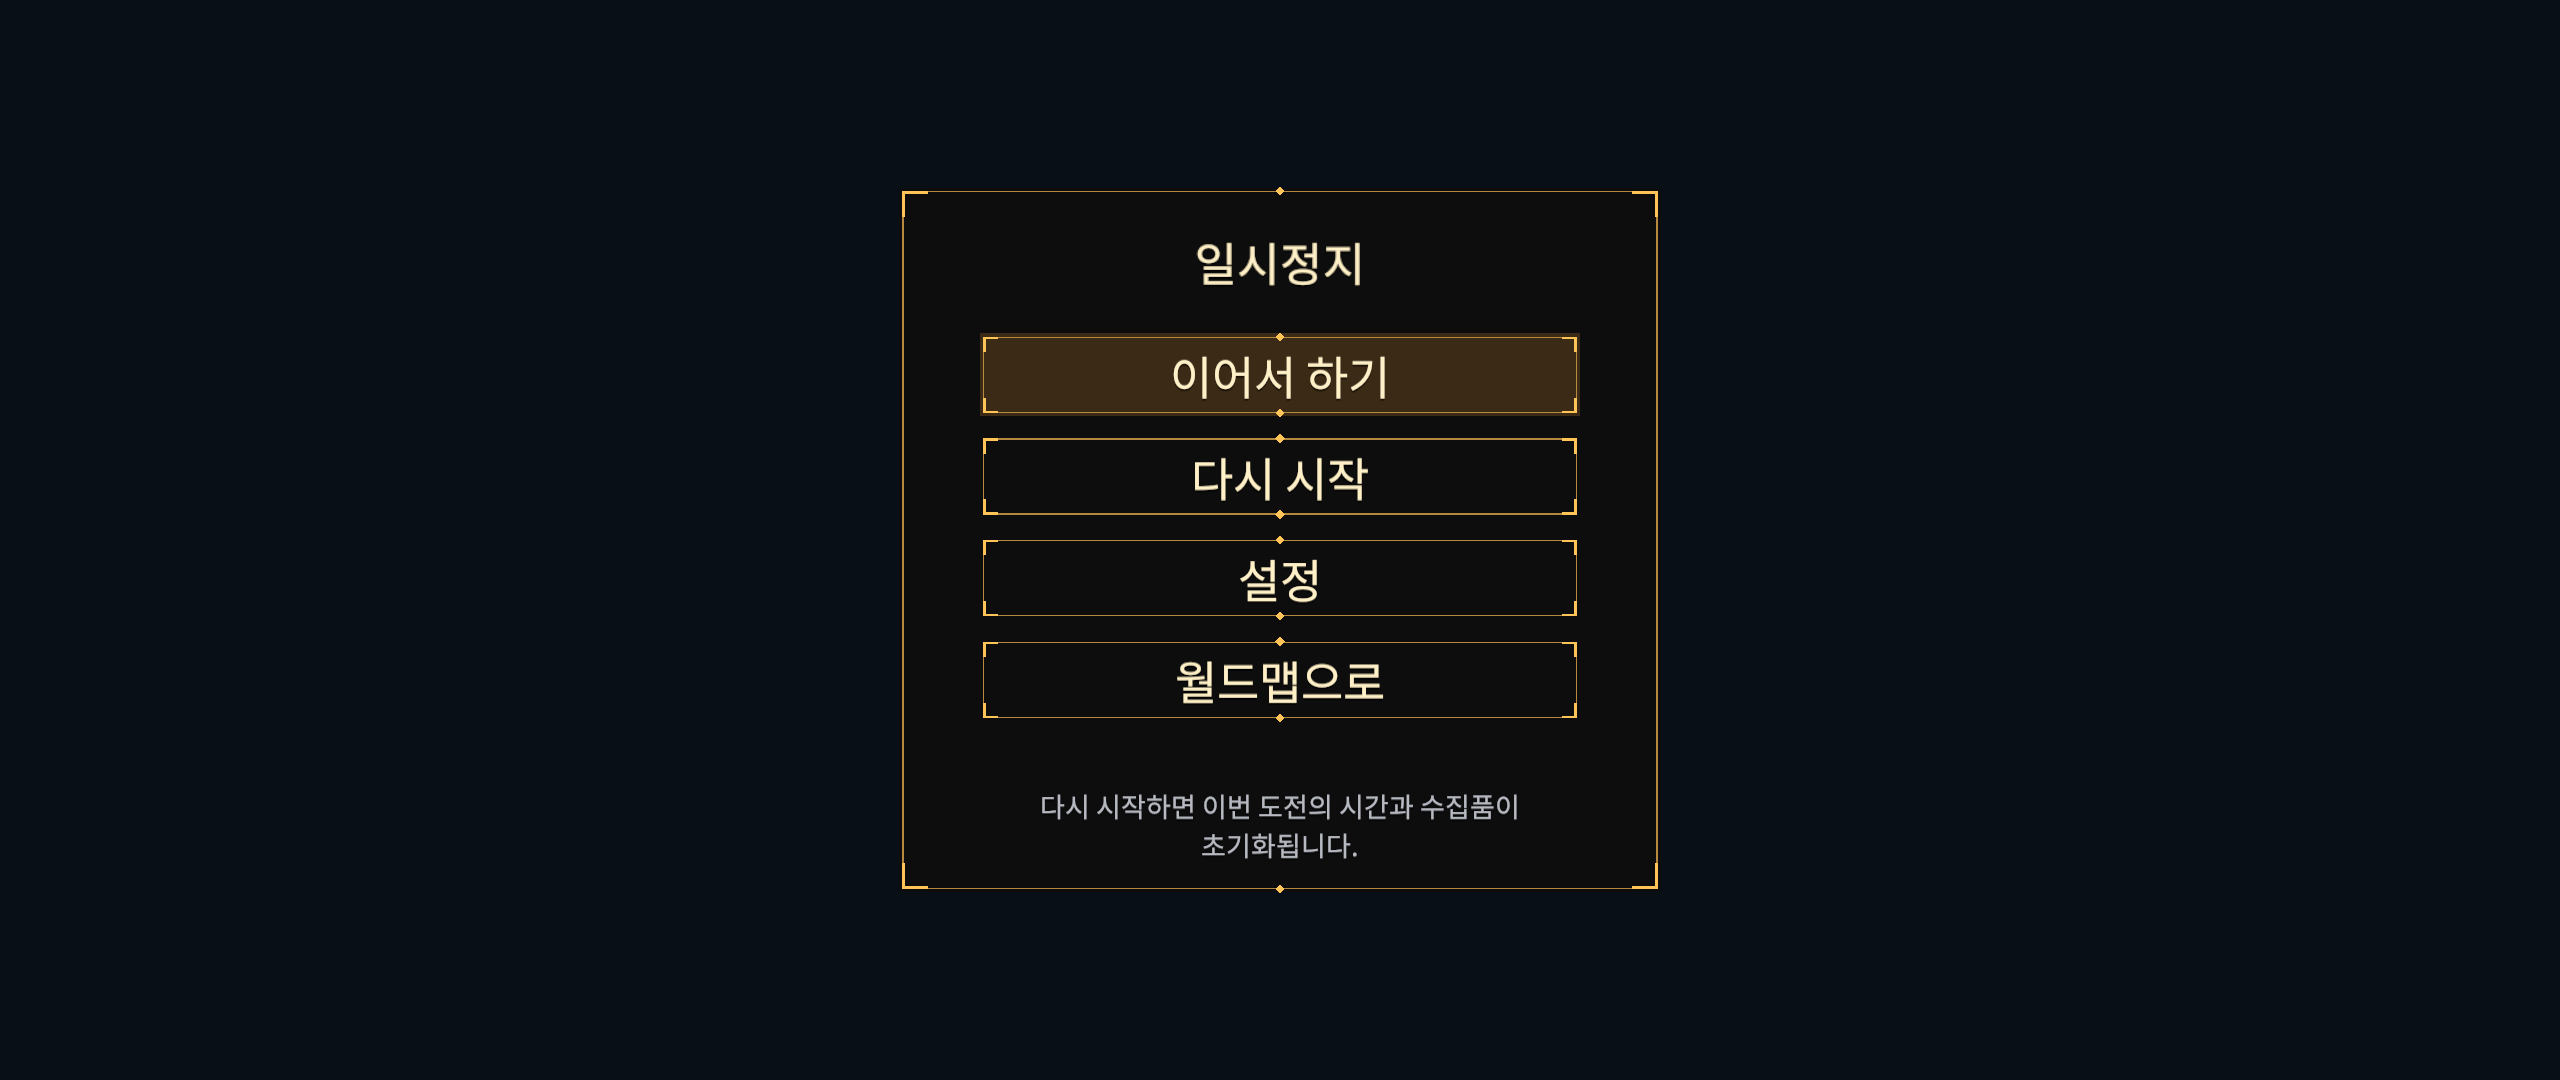 일시정지
이어서 하기
다시 시작
설정
월드맵으로
다시 시작하면 이번 도전의 시간과 수집품이
초기화됩니다.